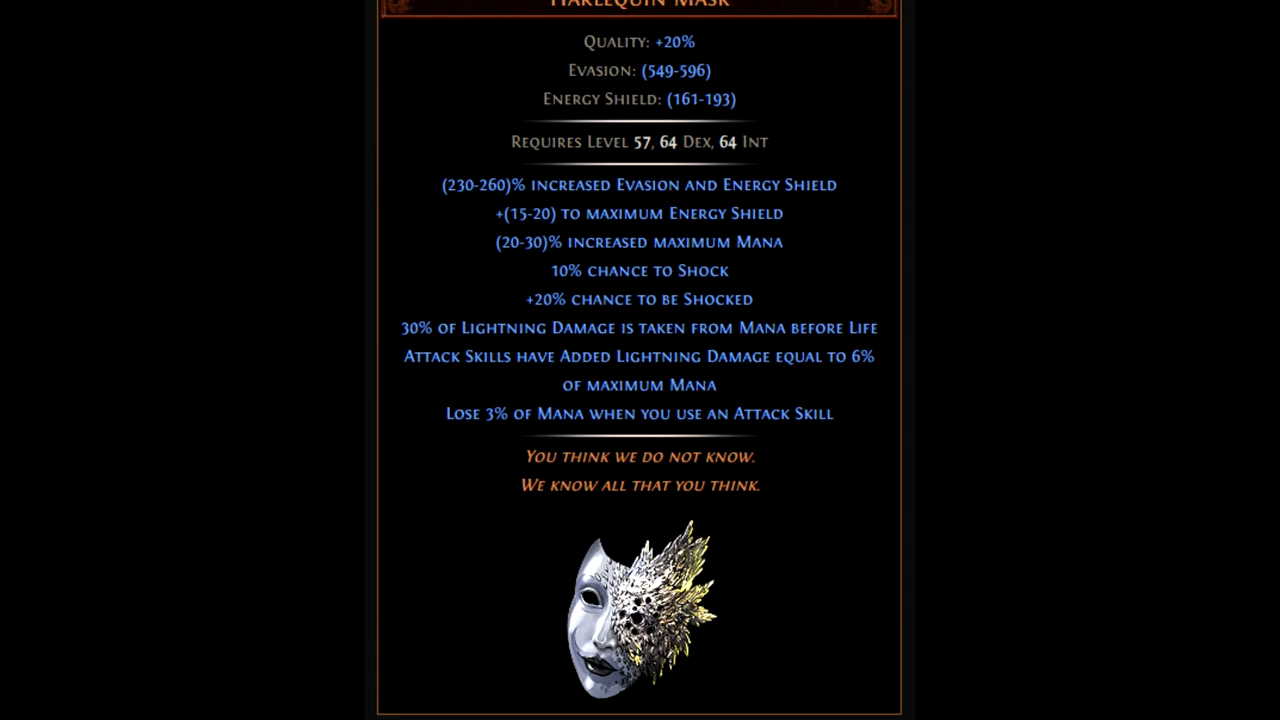 Harlequin Mask
Quality: +20%
Evasion: (549-596)
Energy Shield: (161-193)
Requires Level 57, 64 Dex, 64 Int
(230-260)% increased Evasion and Energy Shield
+(15-20) to maximum Energy Shield
(20-30)% increased maximum Mana
10% chance to Shock
+20% chance to be Shocked
30% of Lightning Damage is taken from Mana before Life
Attack Skills have Added Lightning Damage equal to 6%
of maximum Mana
Lose 3% of Mana when you use an Attack Skill
You think we do not know.
We know all that you think.